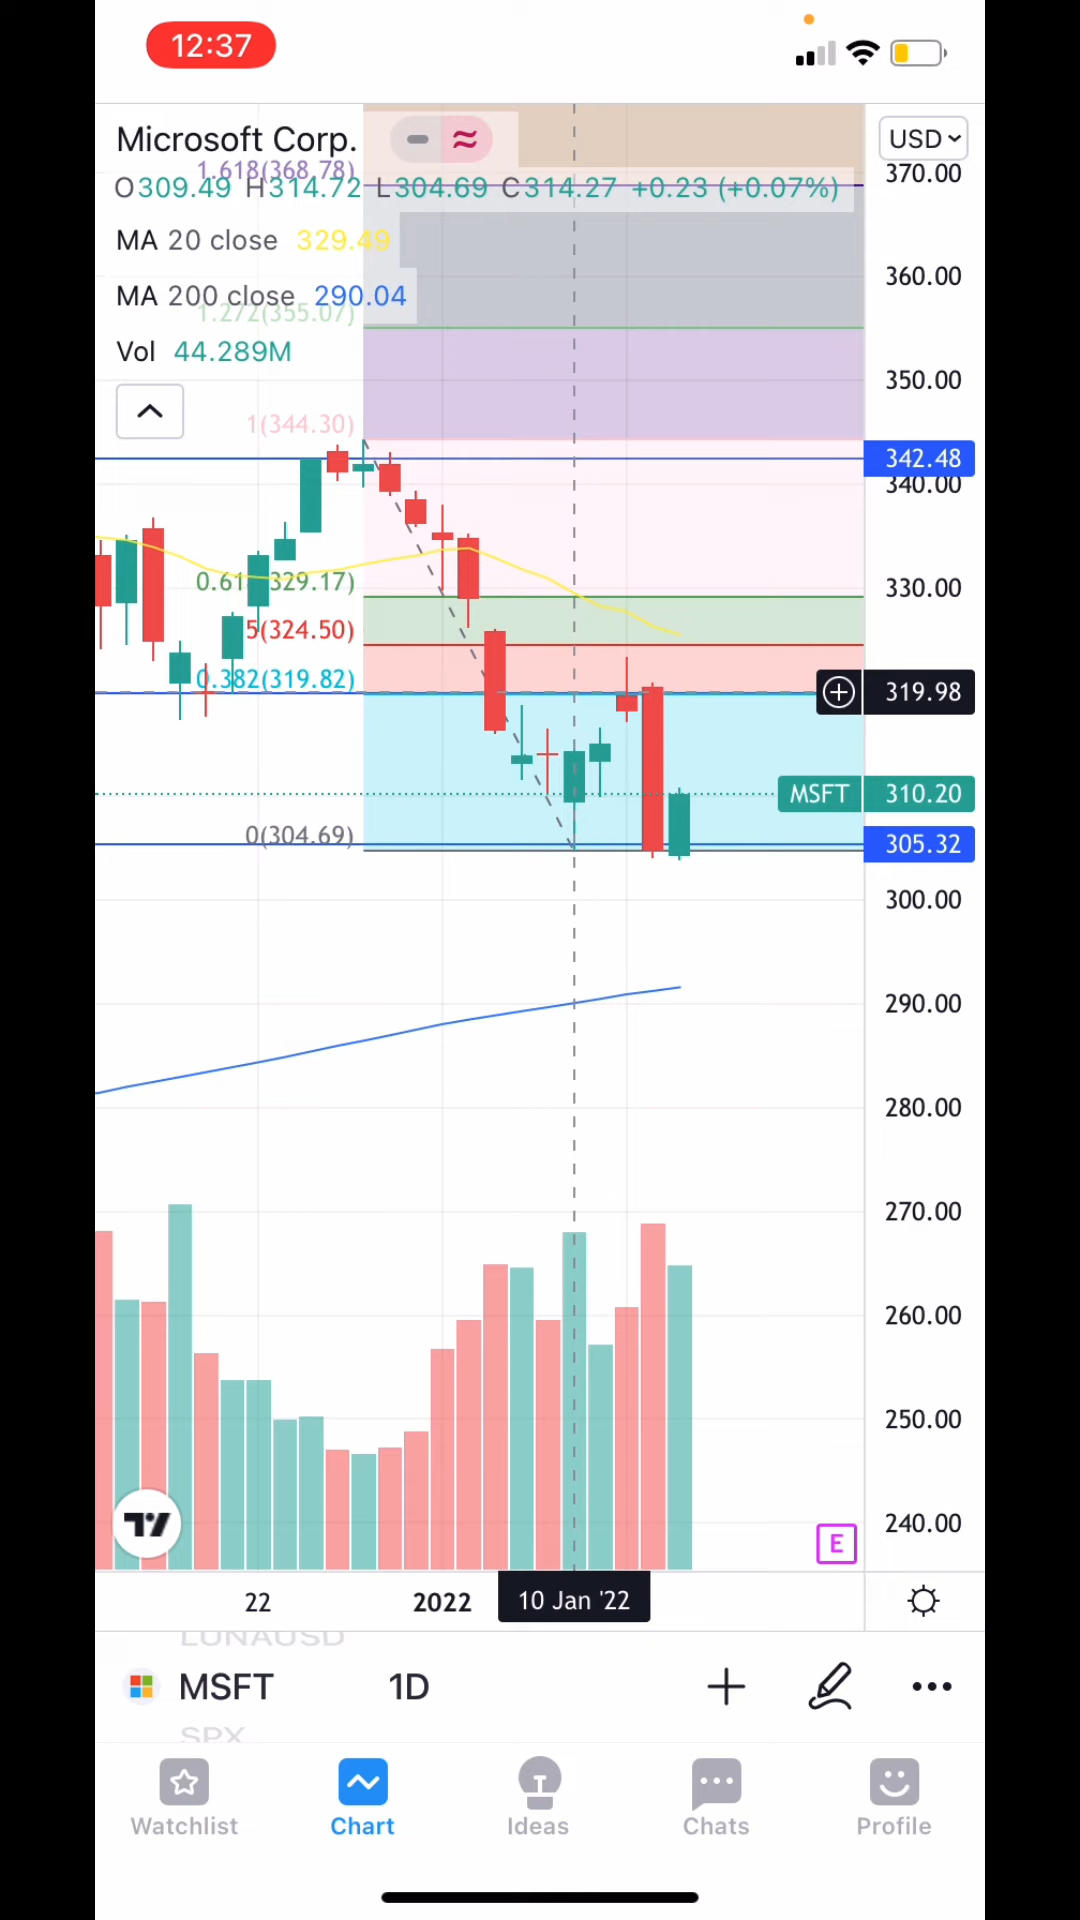 12:37
Microsoft Corp.
USD
1.618(368.78)
370.00
O309.49 H314.72 L304.69 C314.27 +0.23 (+0.07%)
MA 20 close 329.49
360.00
MA 200 close 290.04
1.272(355.07)
Vol 44.289M
350.00
1(344.30)
342.48
340.00
0.61 329.17)
330.00
5(324.50)
0.382(319.82)
319.98
MSFT 310.20
0(304.69)
305.32
300.00
290.00
280.00
270.00
260.00
250.00
240.00
E
22
2022
10 Jan '22
LUNAUSD
MSFT 1D
SPX
Watchlist
Chart
Ideas
Chats
Profile